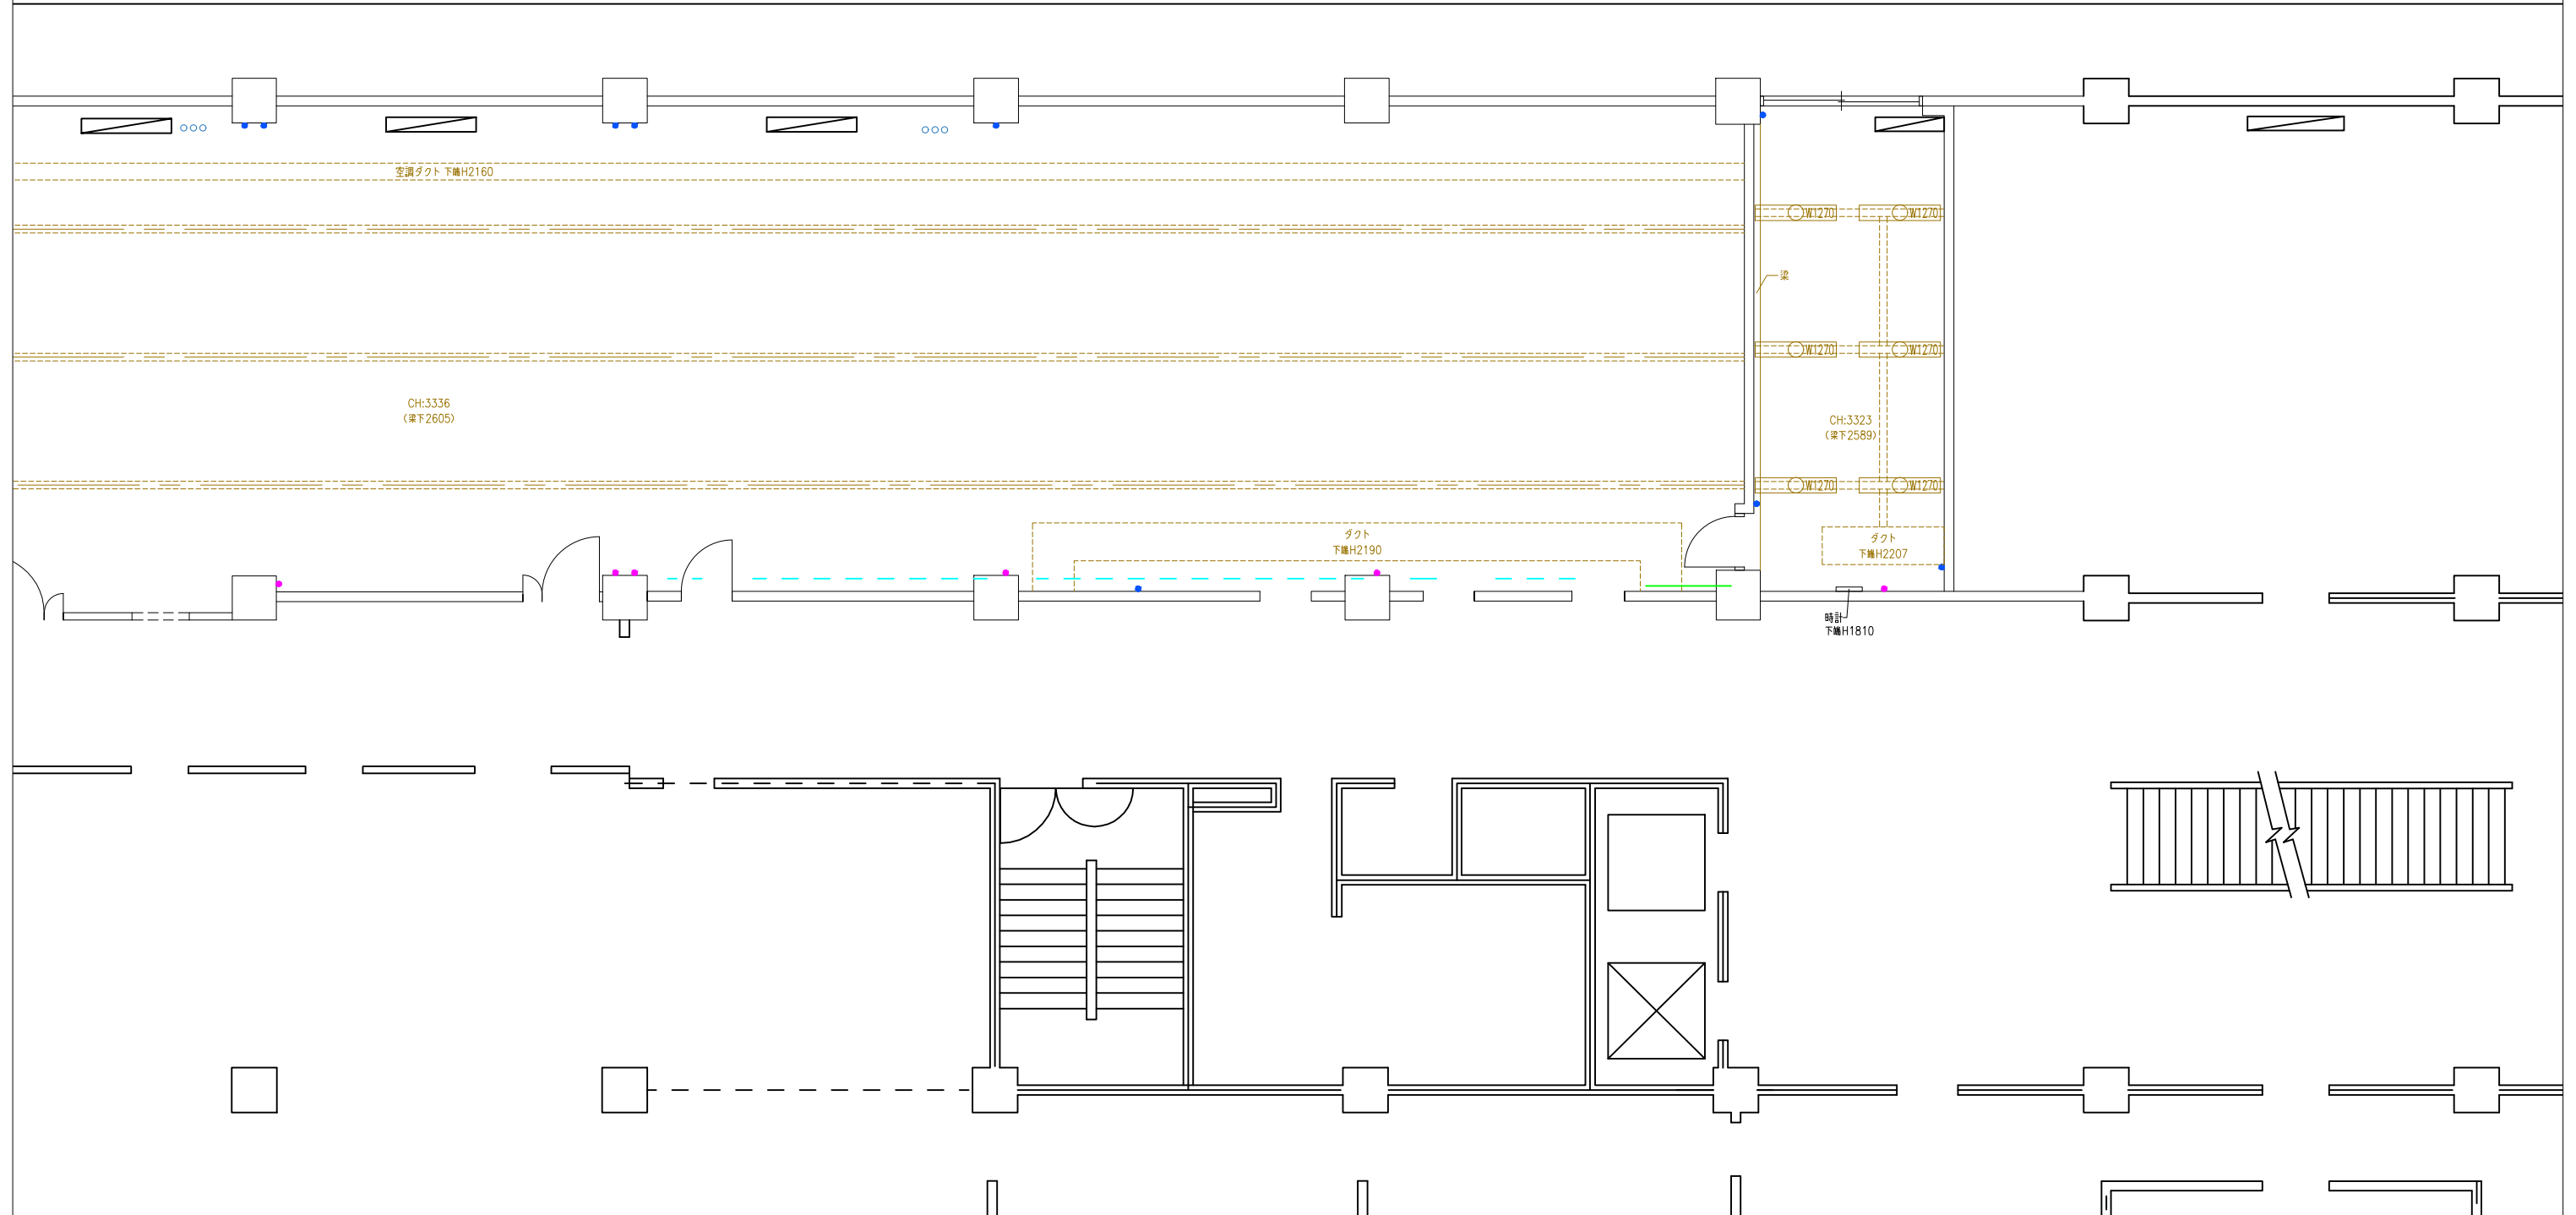 空調ダクト 下端H2160
W1270 W1270
梁
W1270 W1270
CH:3336
(梁下2605)
CH:3323
(梁下2589)
W1270 W1270
ダクト
下端H2190
ダクト
下端H2207
時計
下端H1810